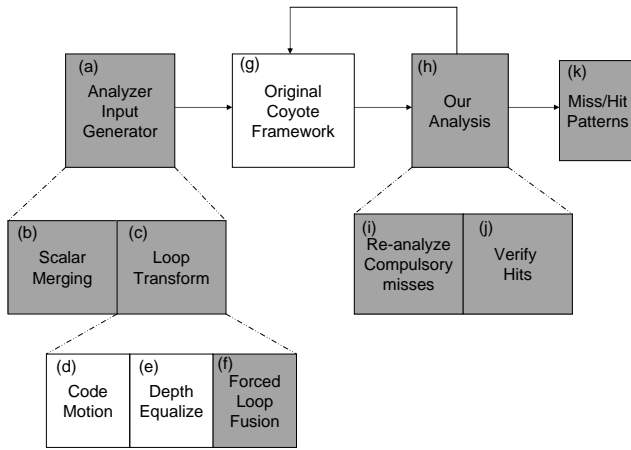 (a)
Analyzer
Input
Generator
(g)
Original
Coyote
Framework
(h)
Our
Analysis
(k)
Miss/Hit
Patterns
(b)
Scalar
Merging
(c)
Loop
Transform
(i)
Re-analyze
Compulsory
misses
(j)
Verify
Hits
(d)
Code
Motion
(e)
Depth
Equalize
(f)
Forced
Loop
Fusion